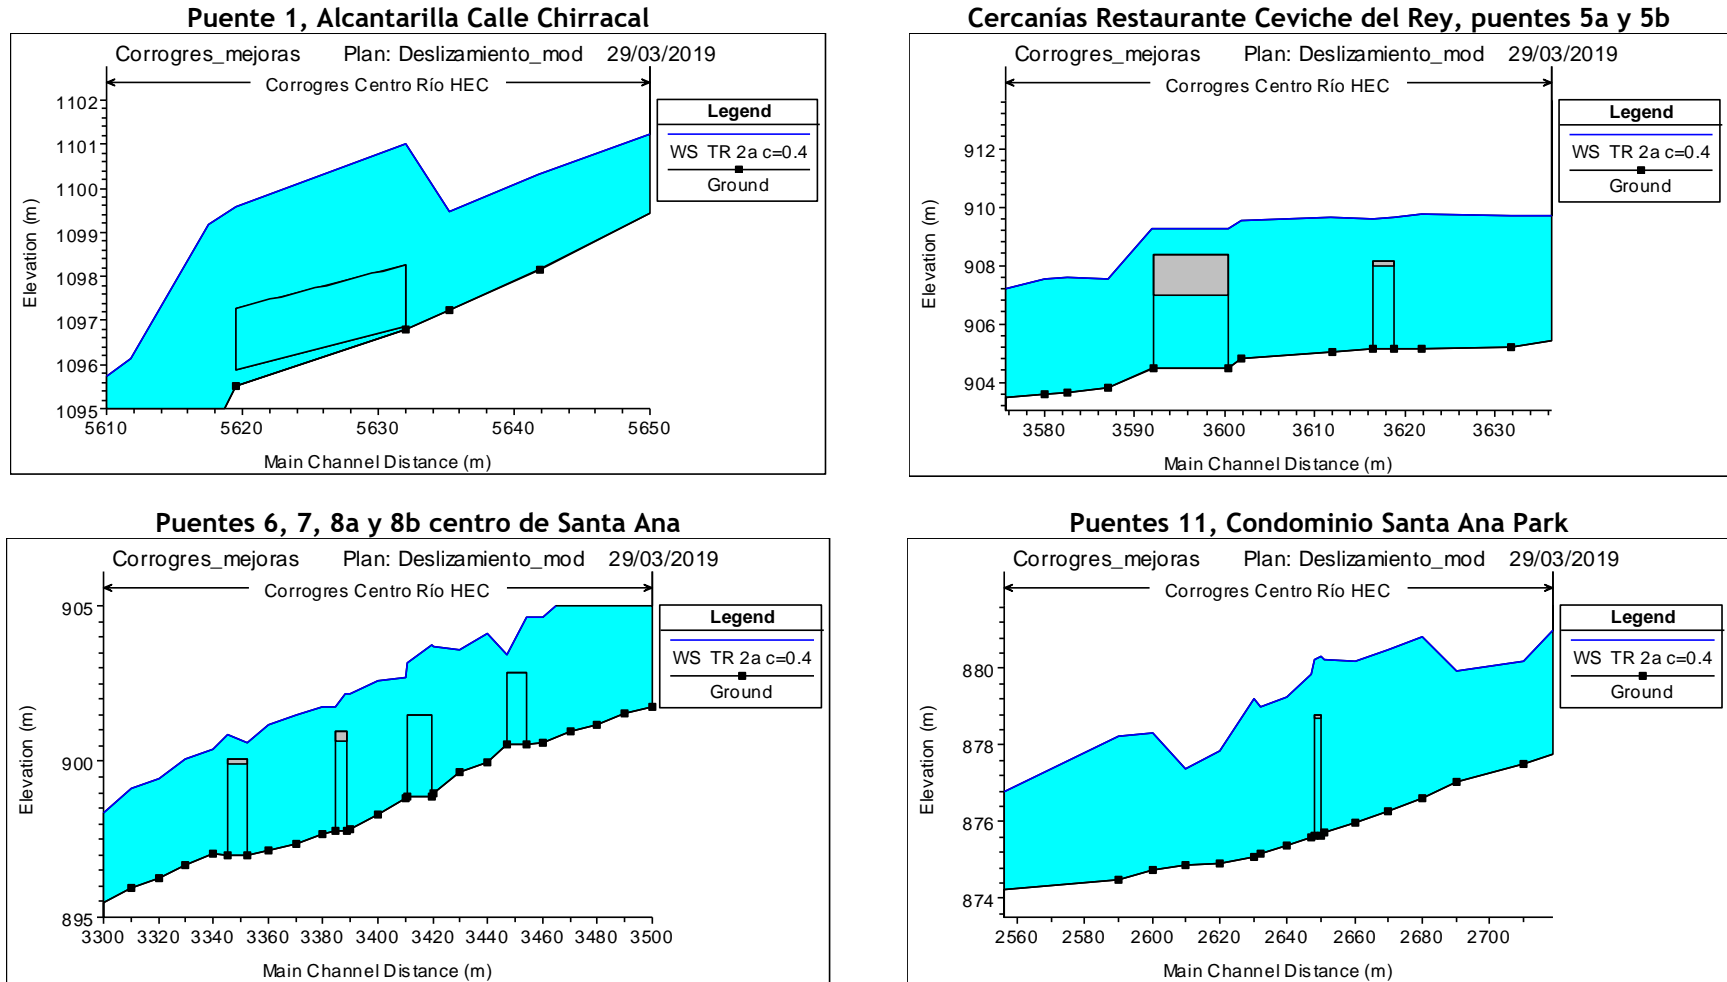 Puente 1, Alcantarilla Calle Chirracal
Corrogres_mejoras Plan: Deslizamiento_mod 29/03/2019
Corrogres Centro Río HEC
Legend
WS TR 2a c=0.4
Ground
Elevation (m)
1102
1101
1100
1099
1098
1097
1096
1095
5610 5620 5630 5640 5650
Main Channel Distance (m)
Cercanías Restaurante Ceviche del Rey, puentes 5a y 5b
Corrogres_mejoras Plan: Deslizamiento_mod 29/03/2019
Corrogres Centro Río HEC
Legend
WS TR 2a c=0.4
Ground
Elevation (m)
912
910
908
906
904
3580 3590 3600 3610 3620 3630
Main Channel Distance (m)
Puentes 6, 7, 8a y 8b centro de Santa Ana
Corrogres_mejoras Plan: Deslizamiento_mod 29/03/2019
Corrogres Centro Río HEC
Legend
WS TR 2a c=0.4
Ground
Elevation (m)
905
900
895
3300 3320 3340 3360 3380 3400 3420 3440 3460 3480 3500
Main Channel Distance (m)
Puentes 11, Condominio Santa Ana Park
Corrogres_mejoras Plan: Deslizamiento_mod 29/03/2019
Corrogres Centro Río HEC
Legend
WS TR 2a c=0.4
Ground
Elevation (m)
880
878
876
874
2560 2580 2600 2620 2640 2660 2680 2700
Main Channel Distance (m)